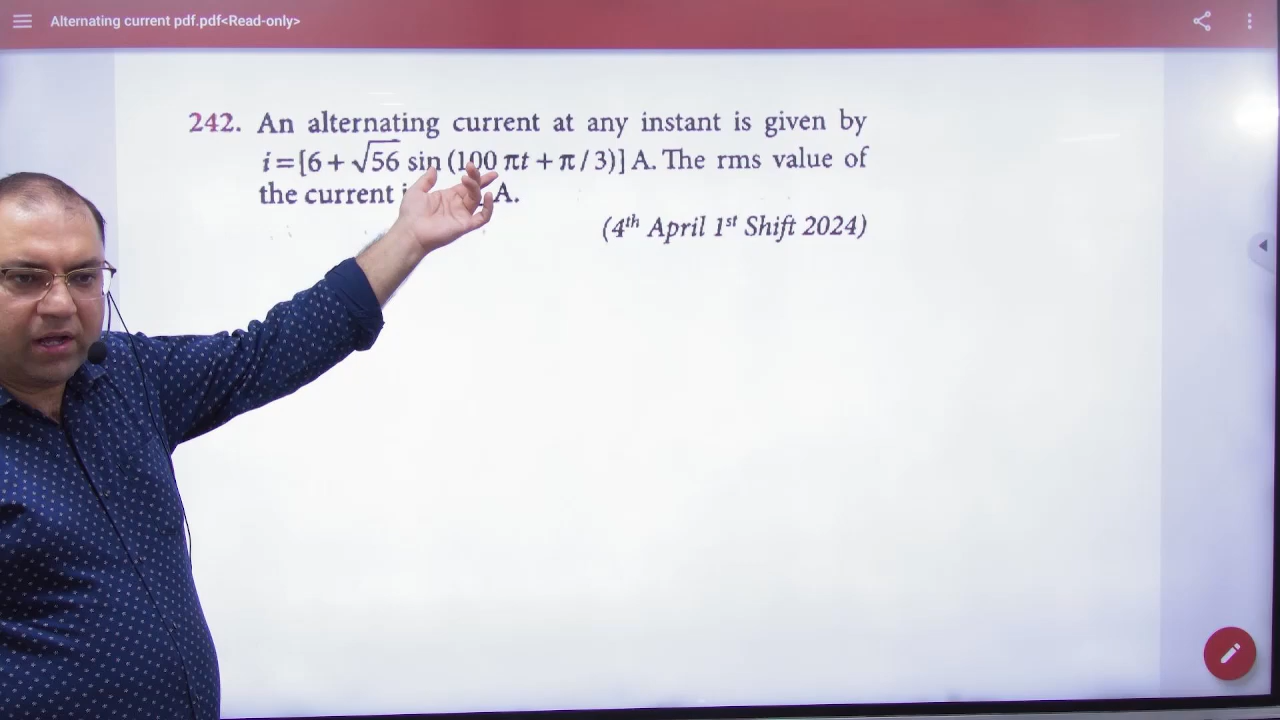 Alternating current pdf.pdf<Read-only>
242. An alternating current at any instant is given by
i = [6 + √56 sin (100 πt + π / 3)] A. The rms value of
the current A.
(4th April 1st Shift 2024)